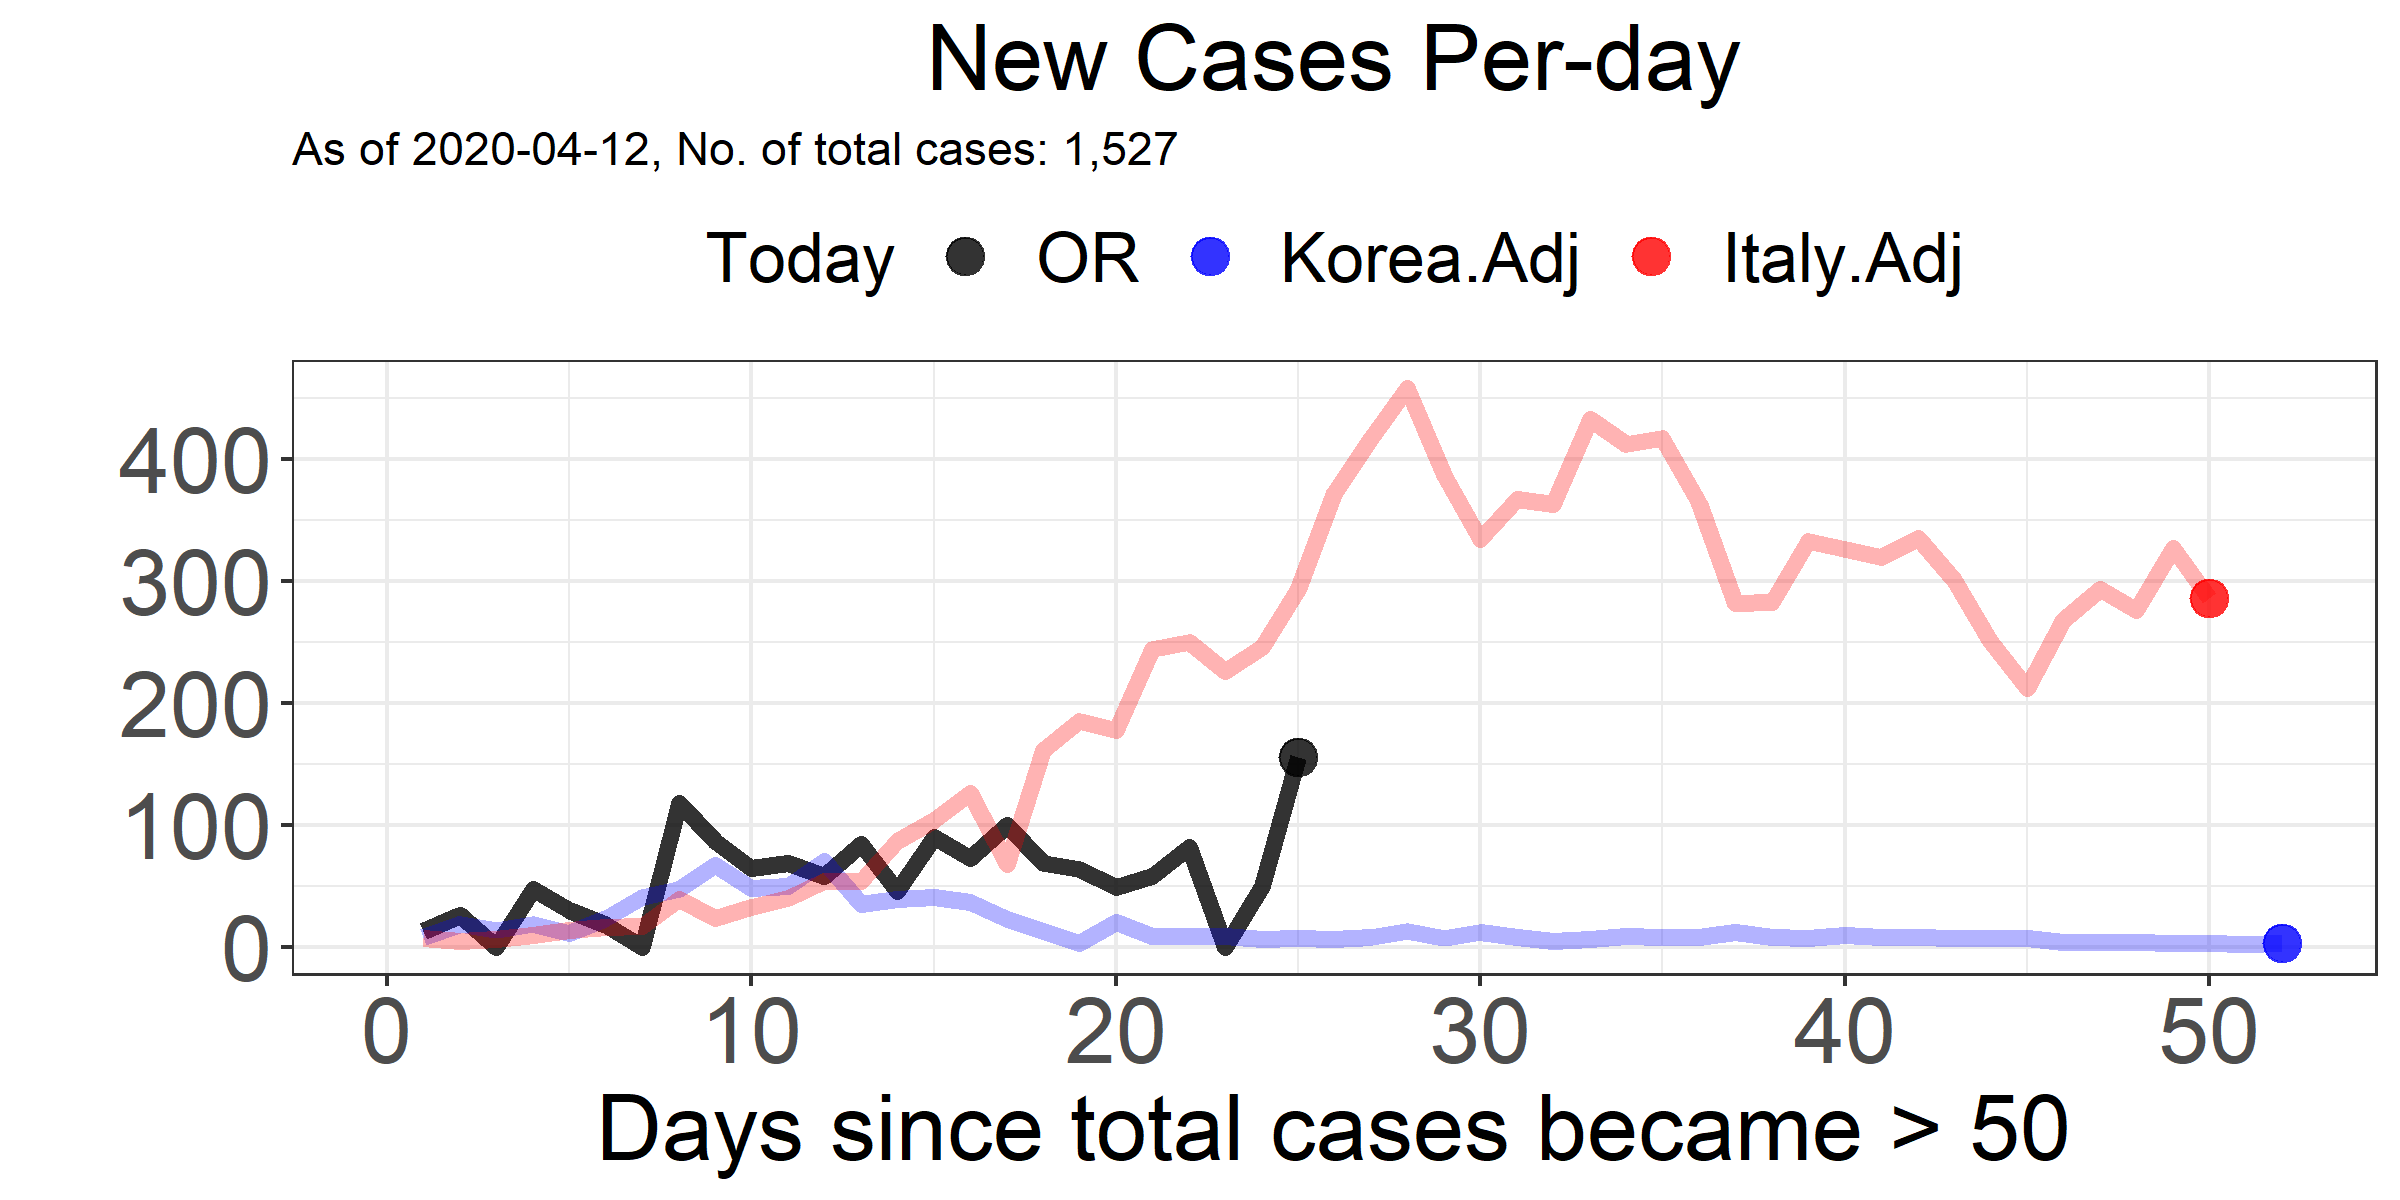 New Cases Per-day
As of 2020-04-12, No. of total cases: 1,527
Today OR Korea.Adj Italy.Adj
400
300
200
100
0
0 10 20 30 40 50
Days since total cases became > 50